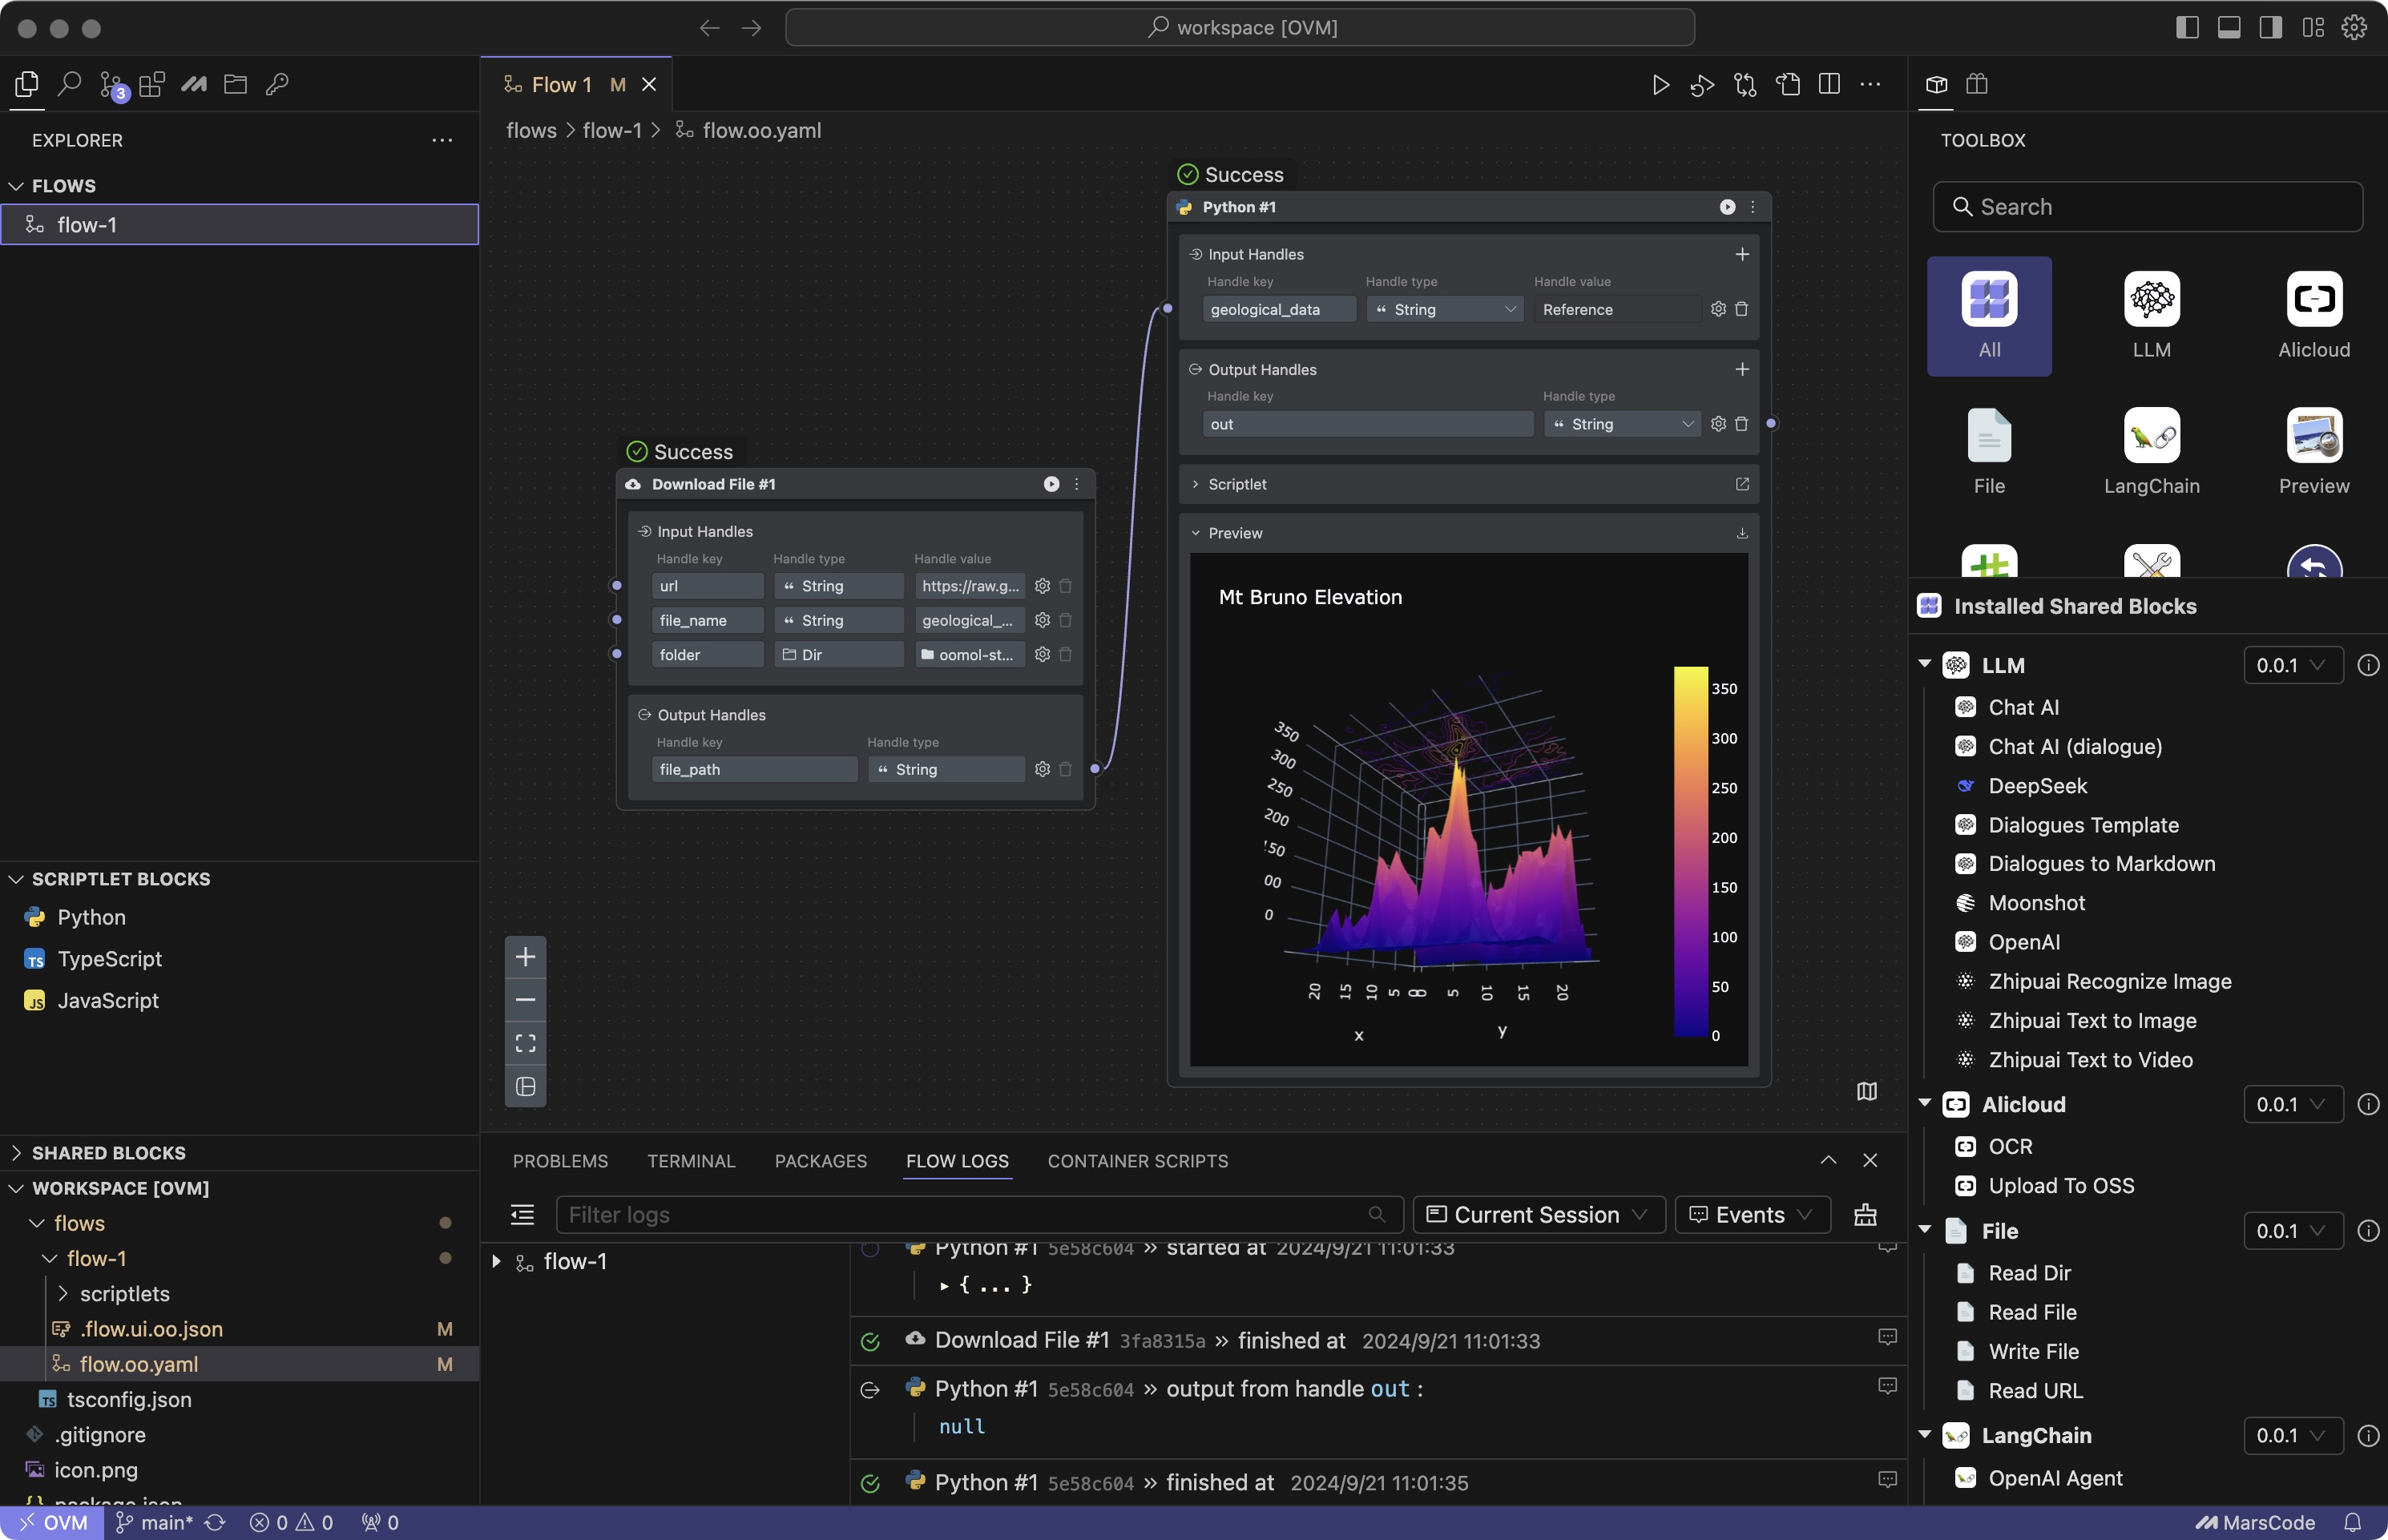 workspace [OVM]
3
EXPLORER
FLOWS
flow-1
SCRIPTLET BLOCKS
Python
TS TypeScript
JS JavaScript
SHARED BLOCKS
WORKSPACE [OVM]
flows
flow-1
scriptlets
.flow.ui.oo.json M
flow.oo.yaml M
TS tsconfig.json
.gitignore
icon.png
package.json
Flow 1 M
flows > flow-1 > flow.oo.yaml
Success
Download File #1
Input Handles
Handle key Handle type Handle value
url “ String https://raw.g...
file_name “ String geological_...
folder Dir oomol-st...
Output Handles
Handle key Handle type
file_path “ String
Success
Python #1
Input Handles
Handle key Handle type Handle value
geological_data “ String Reference
Output Handles
Handle key Handle type
out “ String
Scriptlet
Preview
Mt Bruno Elevation
350
300
250
200
150
100
50
0
350
300
250
200
!50
00
0
20 15 10 5 0 0 5 10 15 20
x y
PROBLEMS TERMINAL PACKAGES FLOW LOGS CONTAINER SCRIPTS
Filter logs Current Session Events
flow-1
Python #1 5e58c604 » started at 2024/9/21 11:01:33
{ ... }
Download File #1 3fa8315a » finished at 2024/9/21 11:01:33
Python #1 5e58c604 » output from handle out :
null
Python #1 5e58c604 » finished at 2024/9/21 11:01:35
TOOLBOX
Search
All LLM Alicloud
File LangChain Preview
Installed Shared Blocks
LLM 0.0.1
Chat AI
Chat AI (dialogue)
DeepSeek
Dialogues Template
Dialogues to Markdown
Moonshot
OpenAI
Zhipuai Recognize Image
Zhipuai Text to Image
Zhipuai Text to Video
Alicloud 0.0.1
OCR
Upload To OSS
File 0.0.1
Read Dir
Read File
Write File
Read URL
LangChain 0.0.1
OpenAI Agent
OVM main* 0 0 0 MarsCode